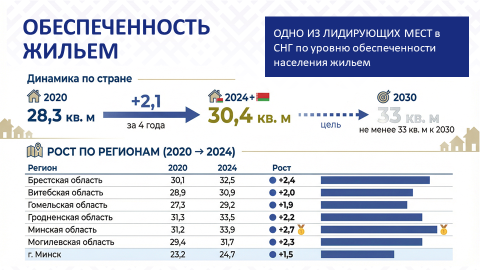 ОБЕСПЕЧЕННОСТЬ
ЖИЛЬЕМ
ОДНО ИЗ ЛИДИРУЮЩИХ МЕСТ в
СНГ по уровню обеспеченности
населения жильем
Динамика по стране
2020
28,3 кв. м
+2,1
за 4 года
2024+
30,4 кв. м
цель
2030
33 кв. м
не менее 33 кв. м к 2030
РОСТ ПО РЕГИОНАМ (2020 → 2024)
Регион 2020 2024 Рост
Брестская область 30,1 32,5 +2,4
Витебская область 28,9 30,9 +2,0
Гомельская область 27,3 29,2 +1,9
Гродненская область 31,3 33,5 +2,2
Минская область 31,2 33,9 +2,7
Могилевская область 29,4 31,7 +2,3
г. Минск 23,2 24,7 +1,5